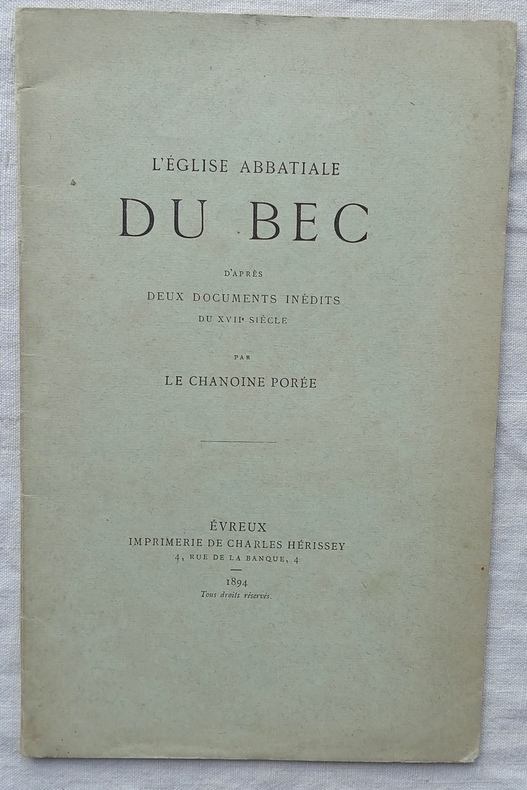 L'ÉGLISE ABBATIALE
DU BEC
D'APRÈS
DEUX DOCUMENTS INÉDITS
DU XVIIe SIÈCLE
PAR
LE CHANOINE PORÉE
ÉVREUX
IMPRIMERIE DE CHARLES HÉRISSEY
4, RUE DE LA BANQUE, 4
1894
Tous droits réservés.